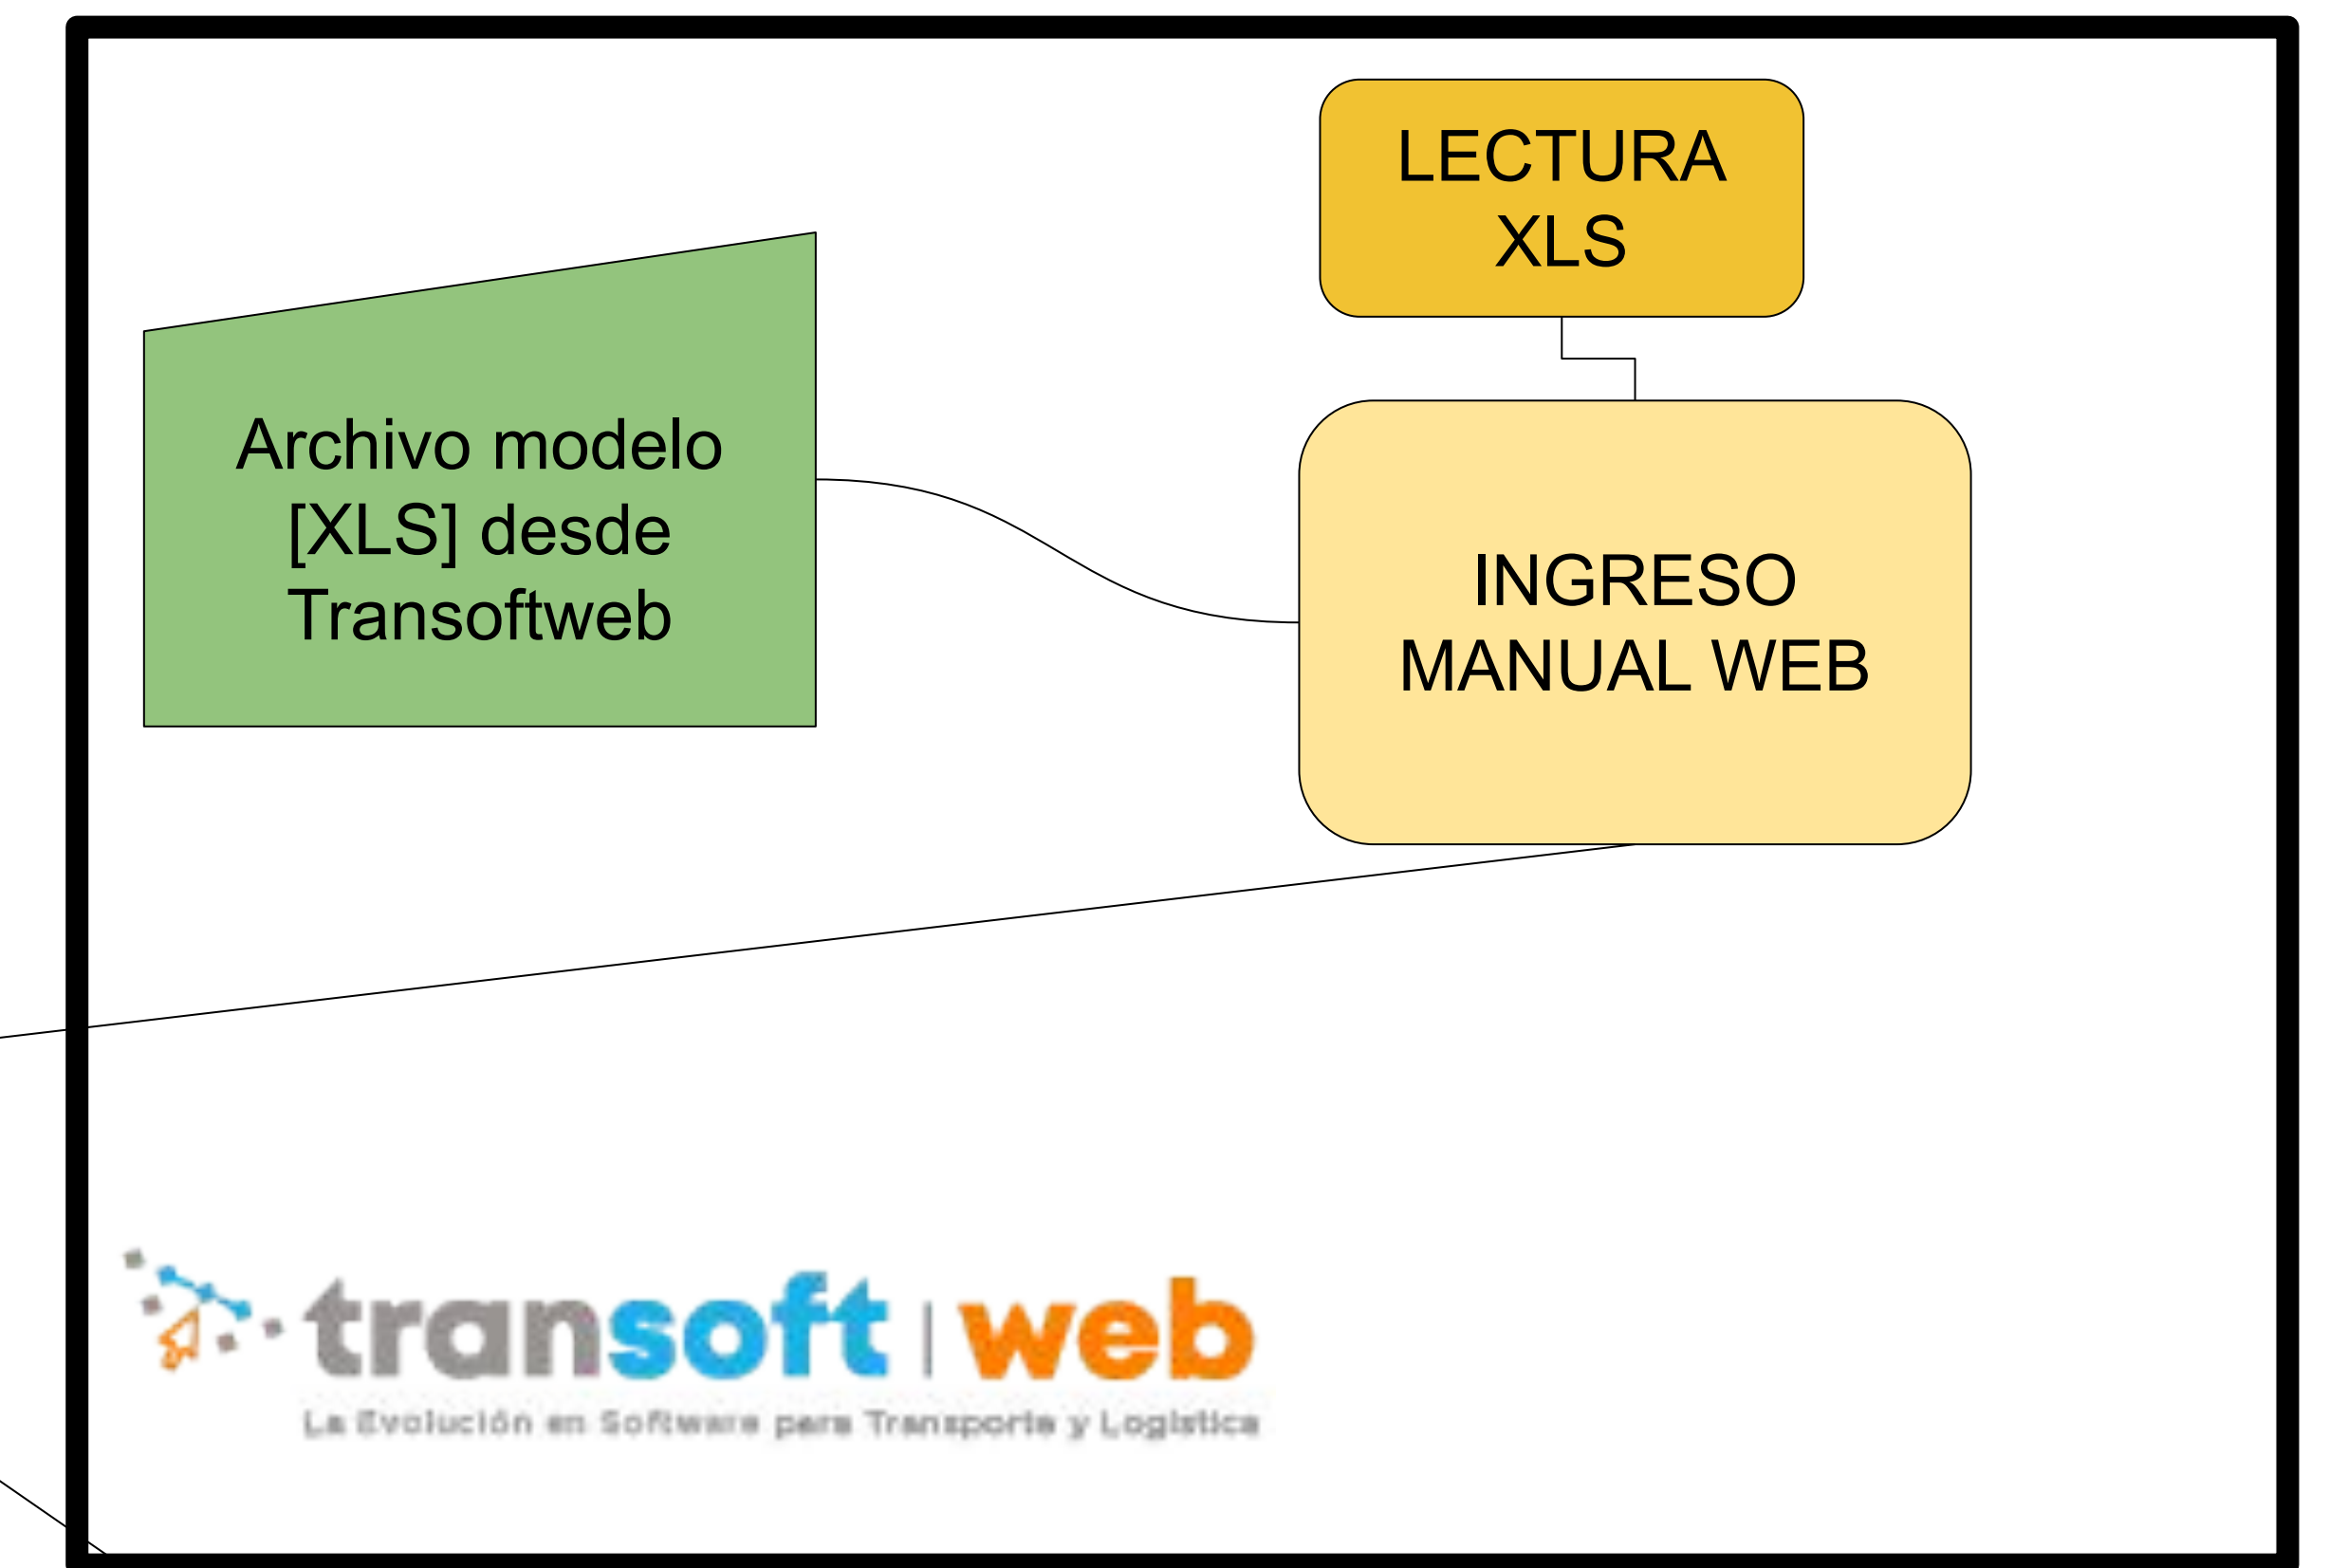 LECTURA
XLS
Archivo modelo
[XLS] desde
Transoftweb
INGRESO
MANUAL WEB
transoft | web
La Evolución en Software para Transporte y Logística